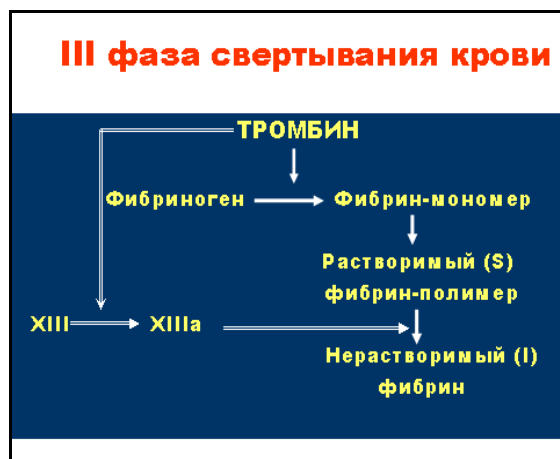 III фаза свертывания крови
ТРОМБИН
Фибриноген Фибрин-мономер
Растворимый (S)
фибрин-полимер
XIII XIIIa
Нерастворимый (I)
фибрин